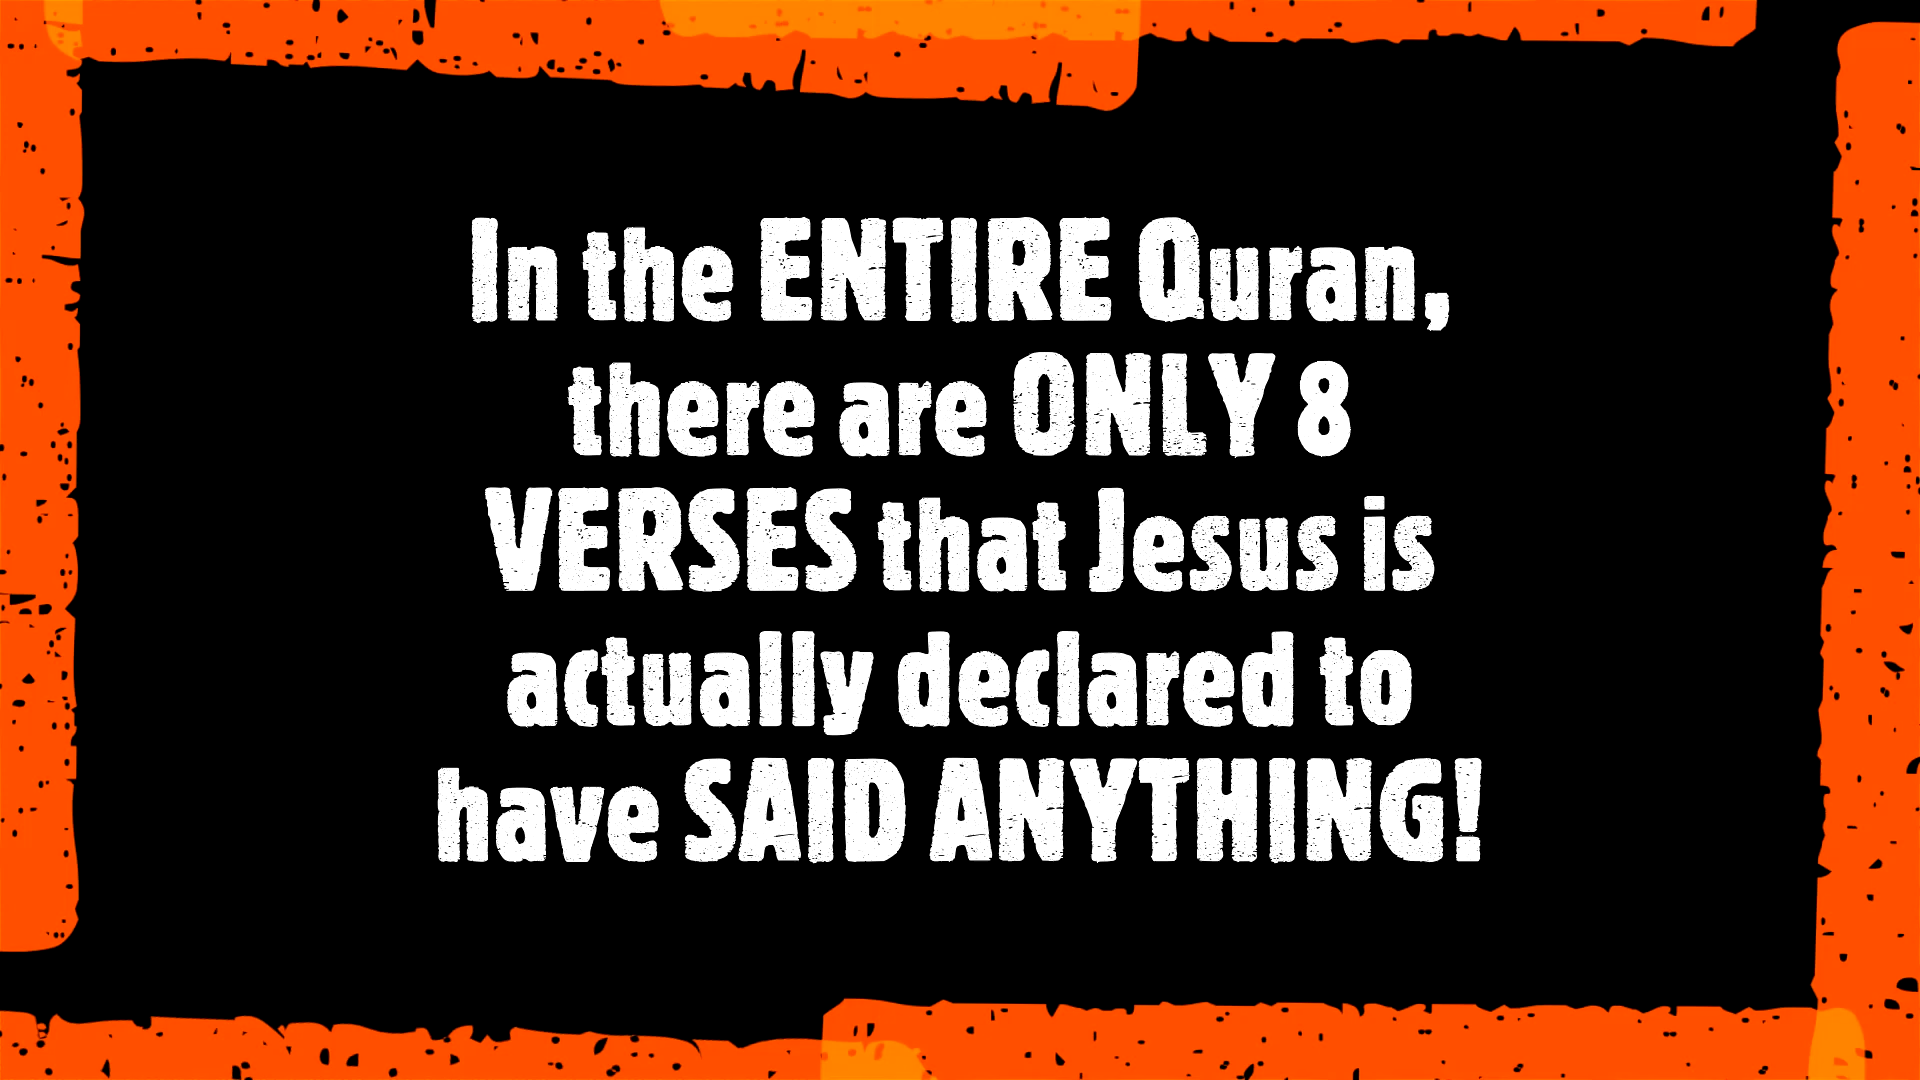 In the ENTIRE Quran,
there are ONLY 8
VERSES that Jesus is
actually declared to
have SAID ANYTHING!